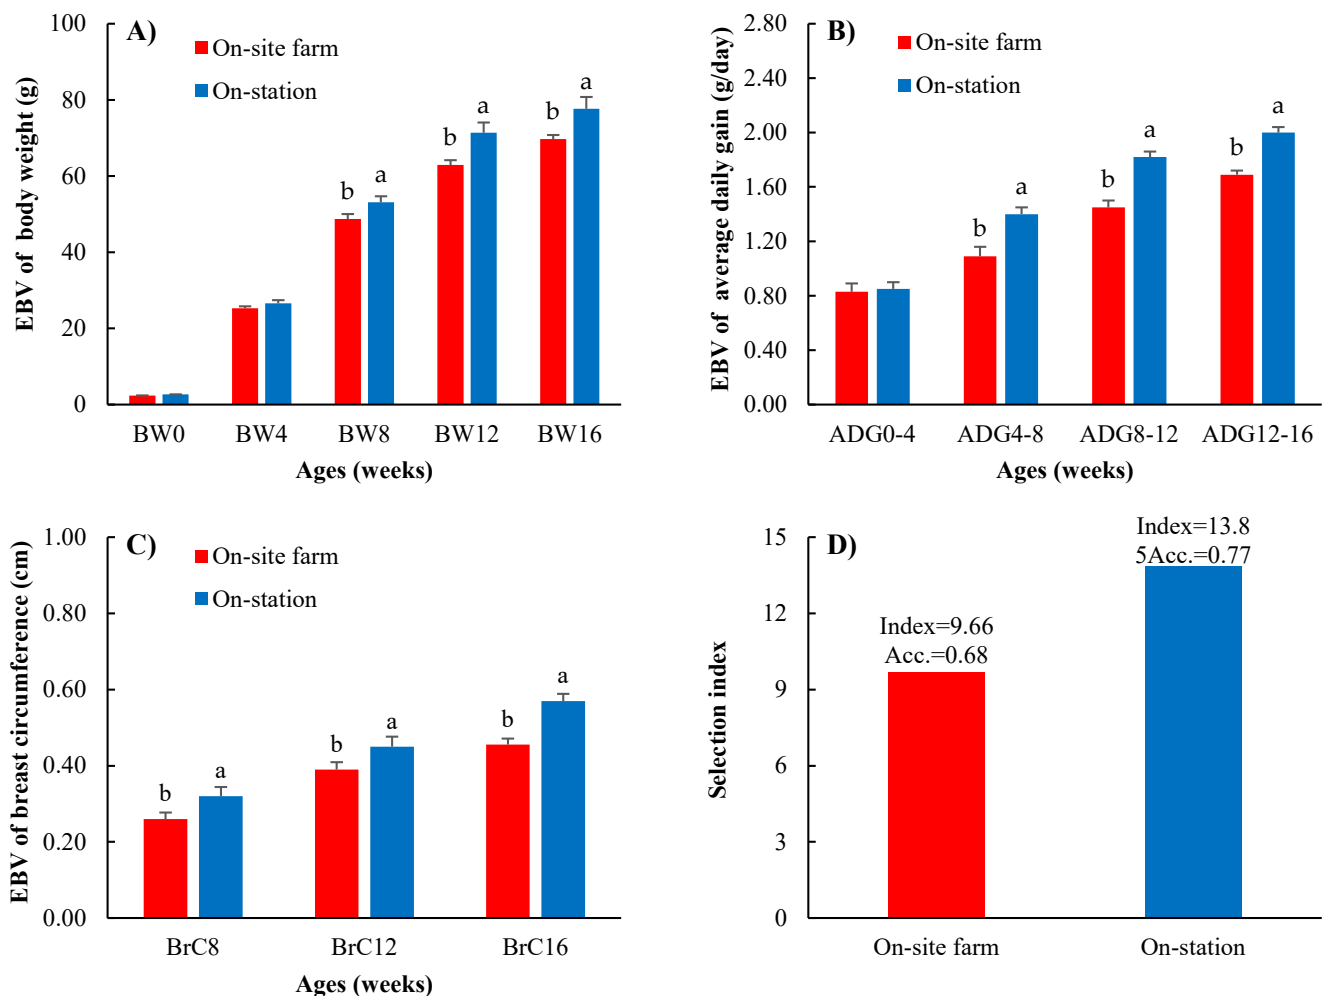 A)
On-site farm
On-station
EBV of body weight (g)
100
80
60
40
20
0
b
a
b
a
b
a
BW0 BW4 BW8 BW12 BW16
Ages (weeks)
B)
On-site farm
On-station
EBV of average daily gain (g/day)
2.80
2.40
2.00
1.60
1.20
0.80
0.40
0.00
b
a
b
a
b
a
ADG0-4 ADG4-8 ADG8-12 ADG12-16
Ages (weeks)
C)
On-site farm
On-station
EBV of breast circumference (cm)
1.00
0.80
0.60
0.40
0.20
0.00
b
a
b
a
b
a
BrC8 BrC12 BrC16
Ages (weeks)
D)
Selection index
15
12
9
6
3
0
Index=9.66
Acc.=0.68
Index=13.8
5Acc.=0.77
On-site farm On-station